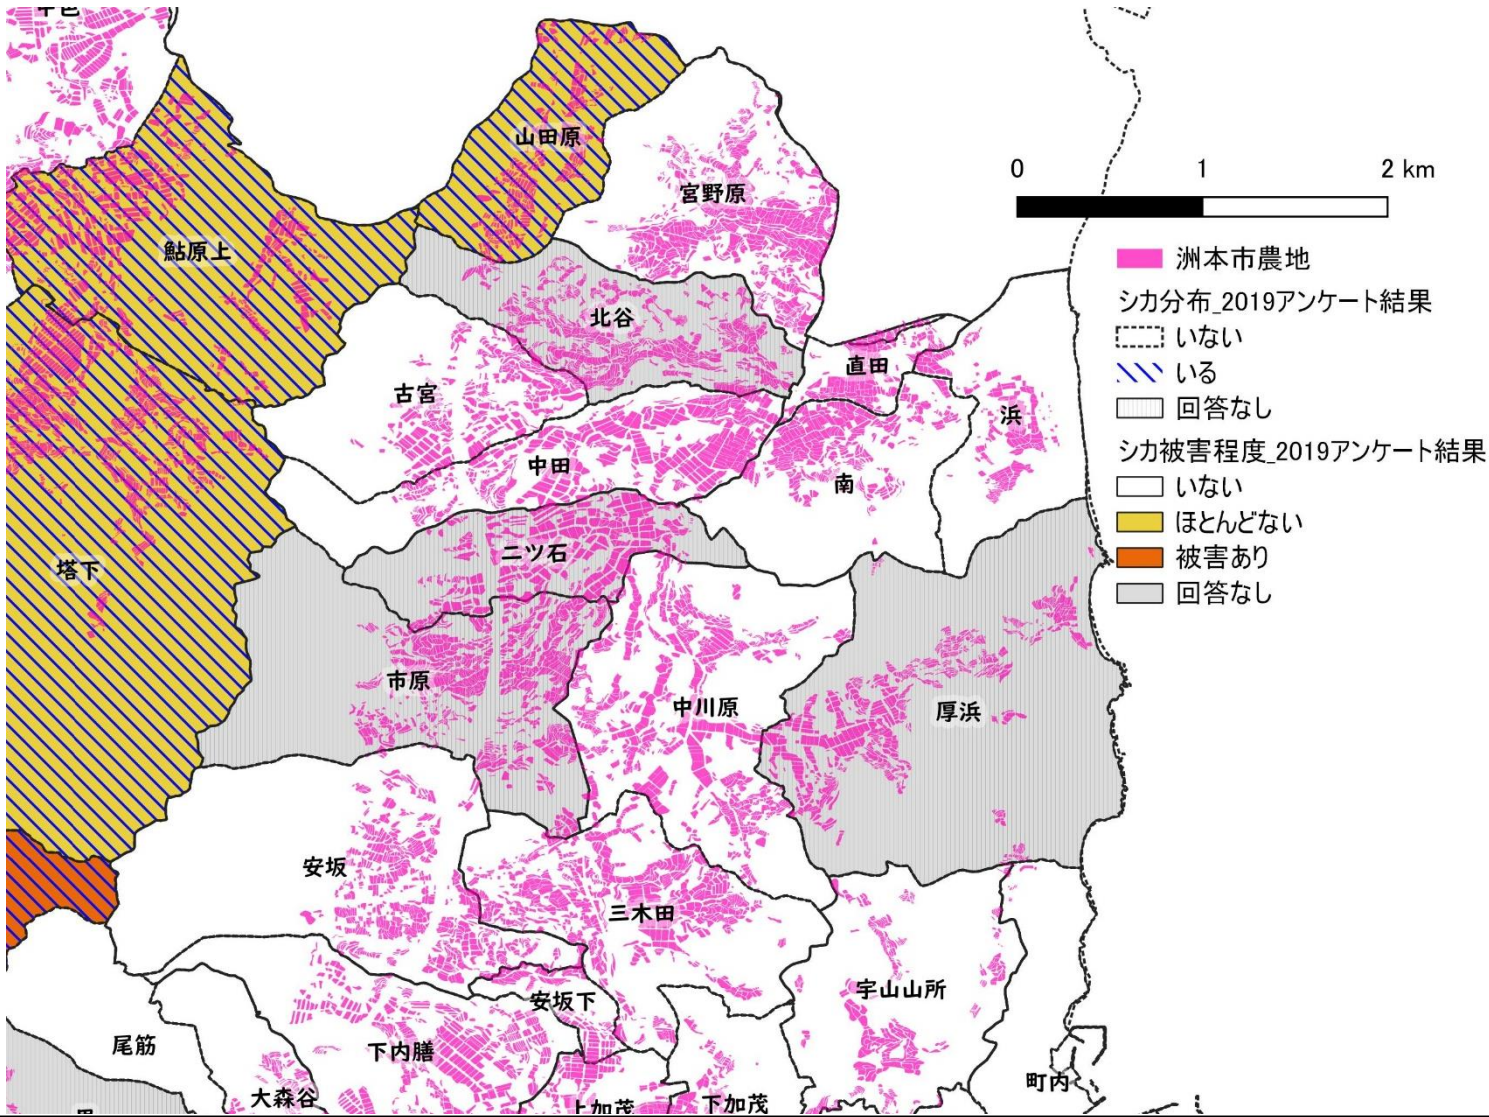 山田原
宮野原
0 1 2 km
鮎原上
洲本市農地
シカ分布_2019アンケート結果
いない
いる
回答なし
シカ被害程度_2019アンケート結果
いない
ほとんどない
被害あり
回答なし
北谷
直田
古宮
浜
中田
南
二ツ石
塔下
市原
中川原
厚浜
安坂
三木田
宇山山所
安坂下
尾筋
下内膳
町内
大森谷
上加茂
下加茂